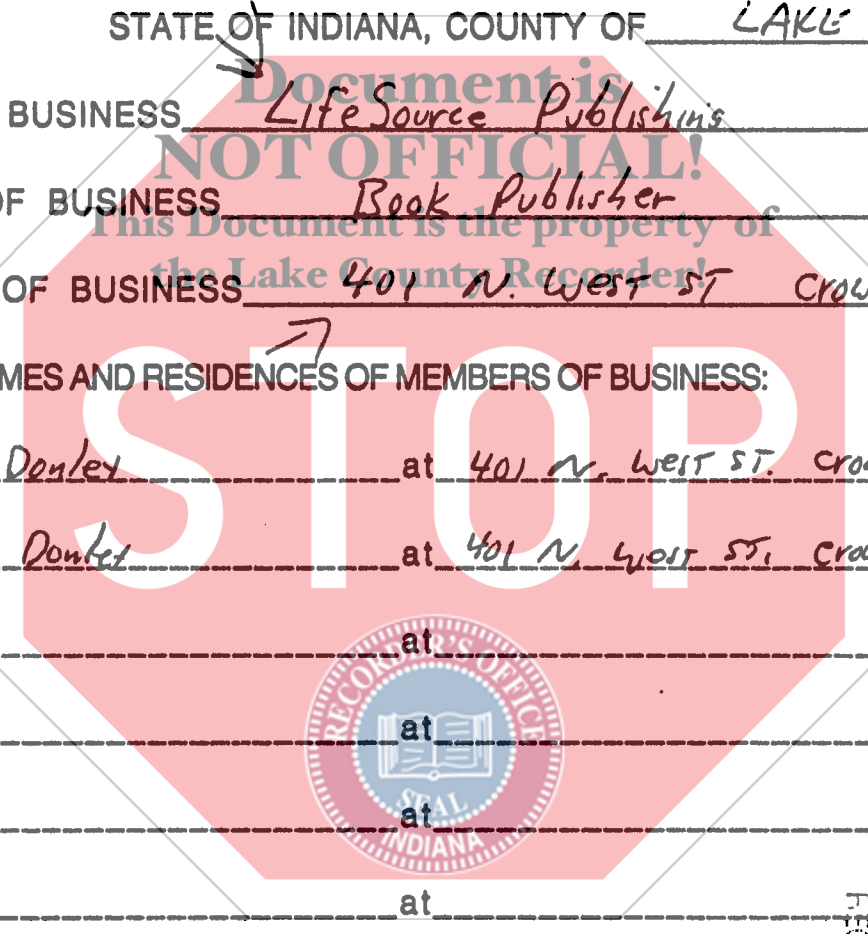 STATE OF INDIANA, COUNTY OF LAKE
Document is
BUSINESS LifeSource Publishing
NOT OFFICIAL!
OF BUSINESS Book Publisher
This Document is the property of
the Lake County Recorder!
OF BUSINESS 401 N. West ST Crow
MES AND RESIDENCES OF MEMBERS OF BUSINESS:
STOP
Donley at 401 N. West ST. Crow
Donley at 401 N. West ST. Crow
at
at
at
at
RECORDER'S OFFICE
SEAL
INDIANA